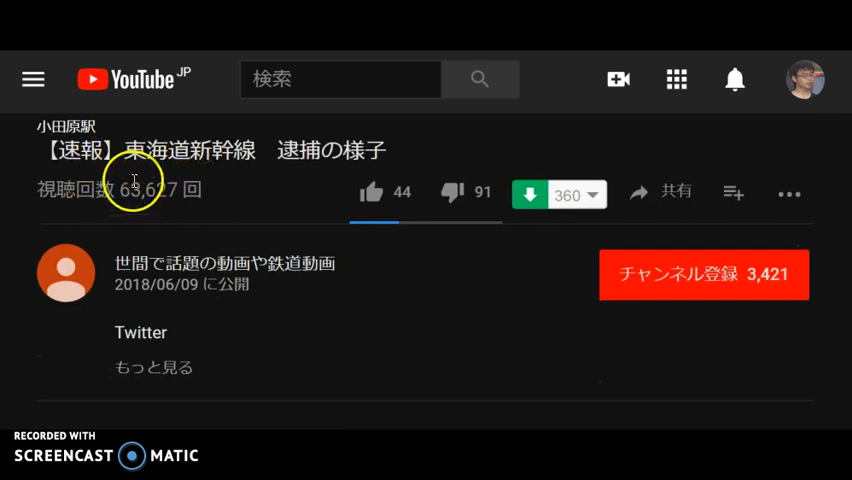 YouTube JP
検索
小田原駅
【速報】東海道新幹線　逮捕の様子
視聴回数 63,627 回
44
91
360
共有
世間で話題の動画や鉄道動画
2018/06/09 に公開
チャンネル登録 3,421
Twitter
もっと見る
RECORDED WITH
SCREENCAST MATIC